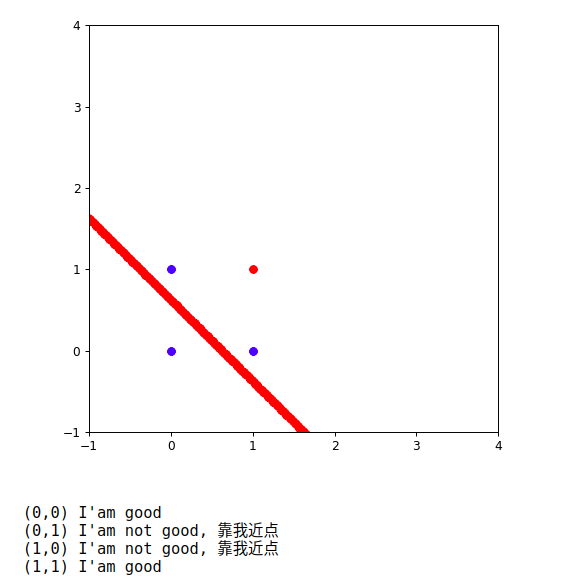 4
3
2
1
0
−1
−1 0 1 2 3 4
(0,0) I'am good
(0,1) I'am not good, 靠我近点
(1,0) I'am not good, 靠我近点
(1,1) I'am good